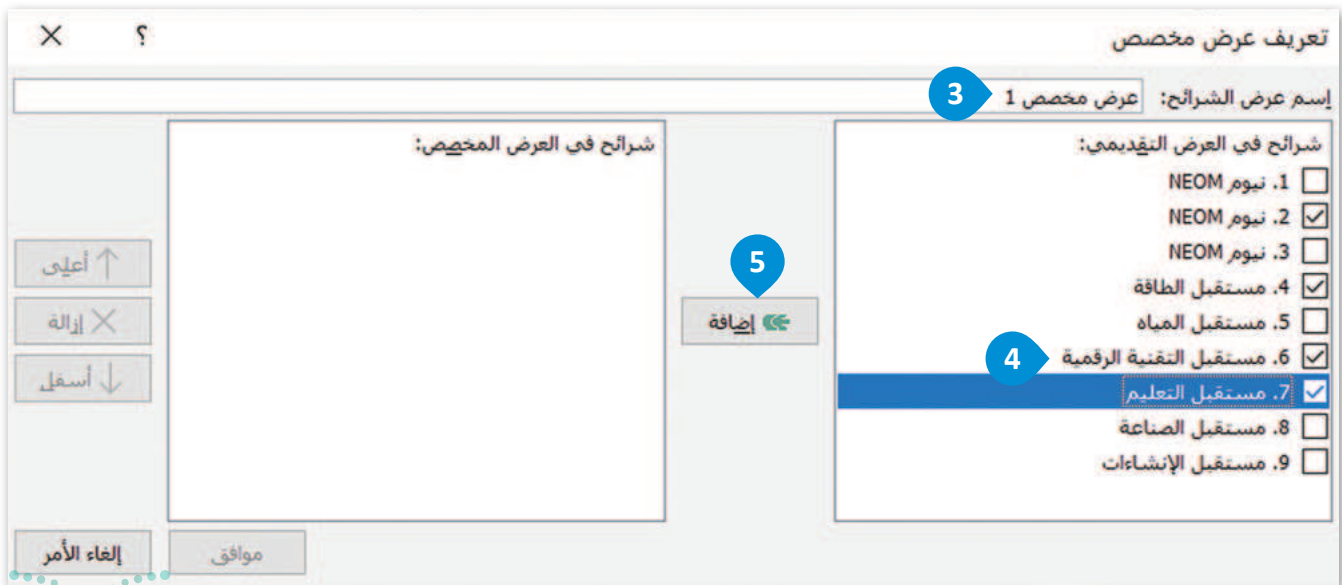 تعريف عرض مخصص
؟
إسم عرض الشرائح: عرض مخصص 1
3
شرائح في العرض التقديمي:
1. نيوم NEOM
2. نيوم NEOM
3. نيوم NEOM
4. مستقبل الطاقة
5. مستقبل المياه
6. مستقبل التقنية الرقمية
4
7. مستقبل التعليم
8. مستقبل الصناعة
9. مستقبل الإنشاءات
5
إضافة
شرائح في العرض المخصص:
أعلى
إزالة
أسفل
موافق
إلغاء الأمر